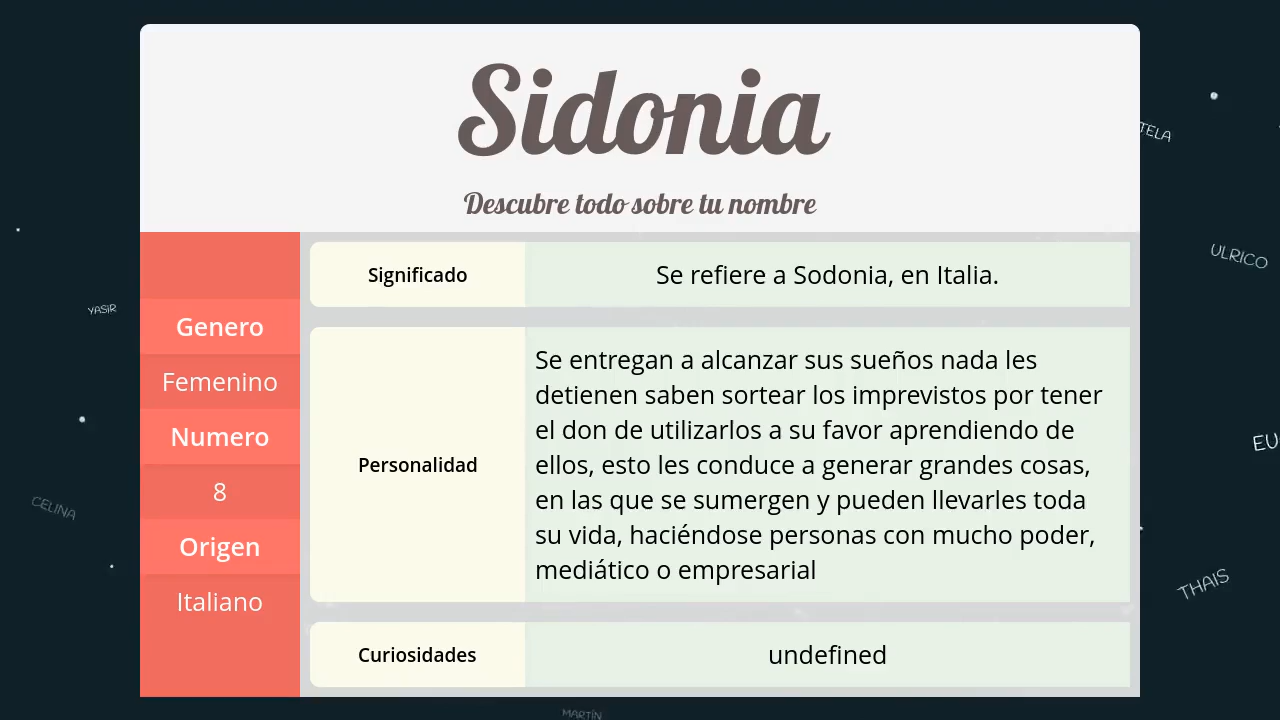 Sidonia
Descubre todo sobre tu nombre
Genero
Femenino
Numero
8
Origen
Italiano
Significado
Se refiere a Sodonia, en Italia.
Personalidad
Se entregan a alcanzar sus sueños nada les
detienen saben sortear los imprevistos por tener
el don de utilizarlos a su favor aprendiendo de
ellos, esto les conduce a generar grandes cosas,
en las que se sumergen y pueden llevarles toda
su vida, haciéndose personas con mucho poder,
mediático o empresarial
Curiosidades
undefined
YASIR
CELINA
ULRICO
THAIS
MARTÍN